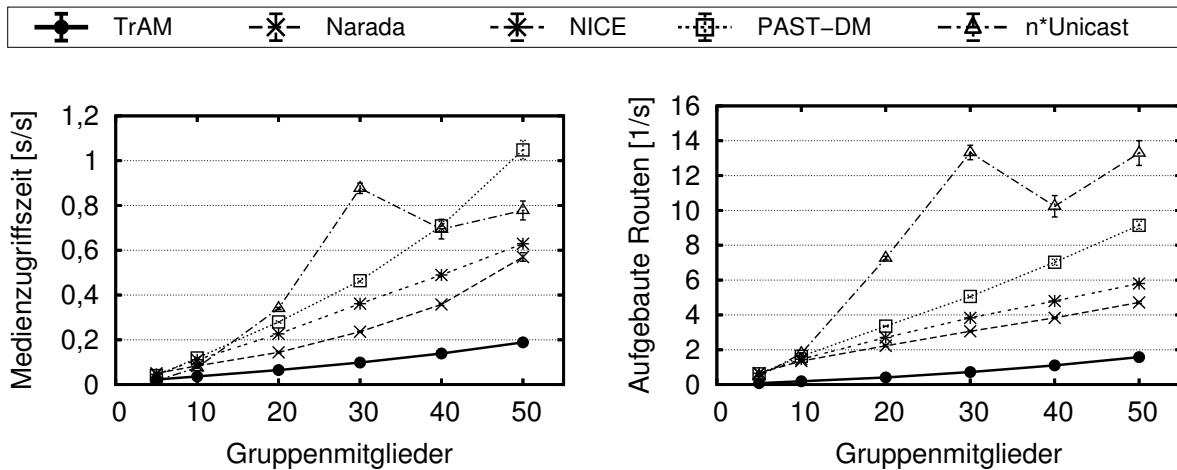 TrAM Narada NICE PAST−DM n*Unicast
Medienzugriffszeit [s/s]
1,2
1
0,8
0,6
0,4
0,2
0
0 10 20 30 40 50
Gruppenmitglieder
Aufgebaute Routen [1/s]
16
14
12
10
8
6
4
2
0
0 10 20 30 40 50
Gruppenmitglieder